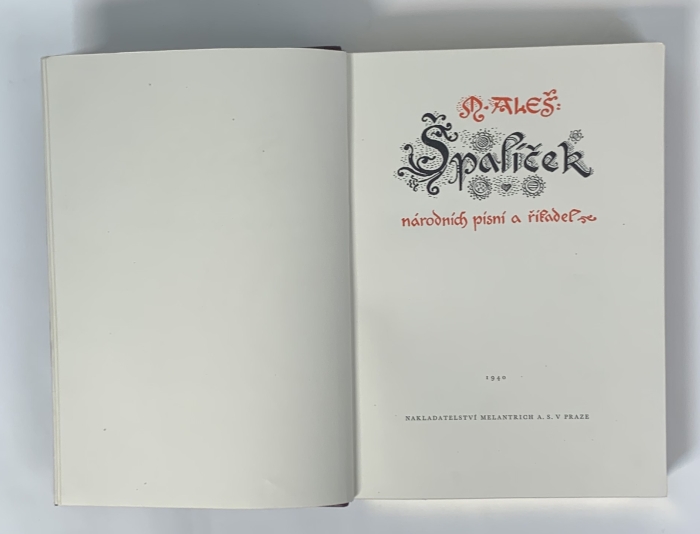 M. ALEŠ:
Špalíček
národních písní a říkadel
1940
NAKLADATELSTVÍ MELANTRICH A. S. V PRAZE